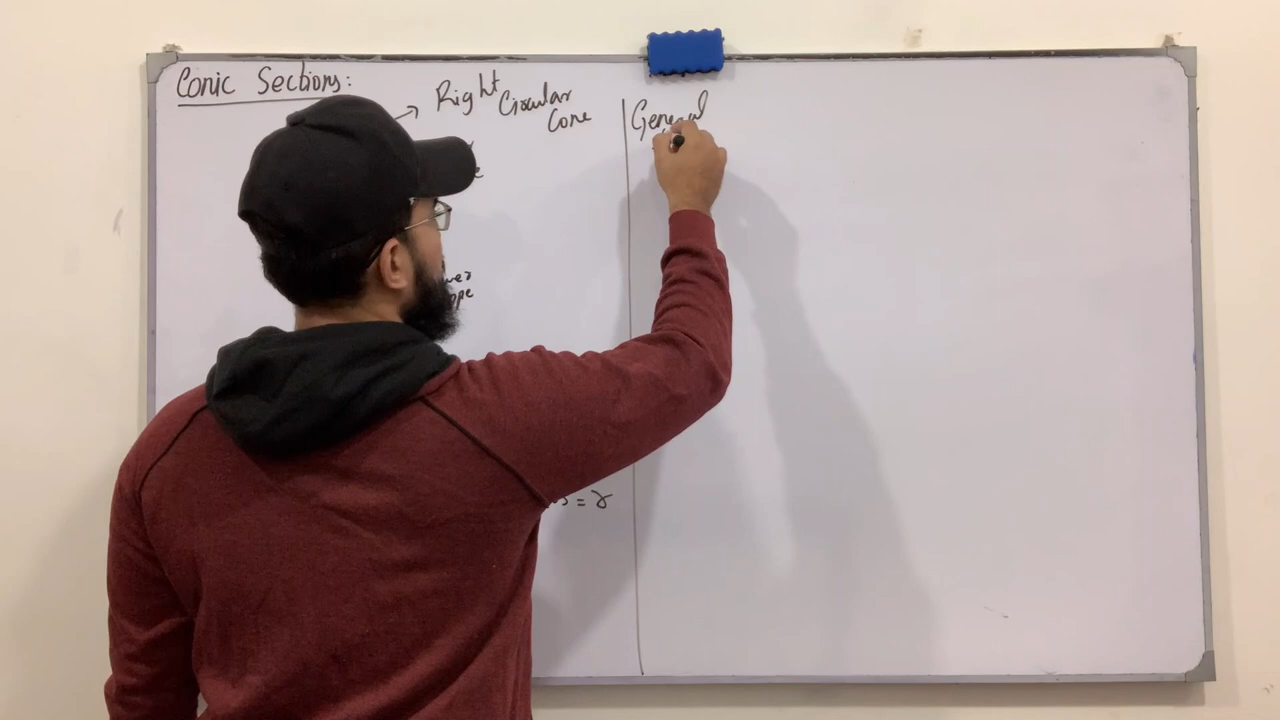 Conic Sections:
Right Circular
Cone
General
= r